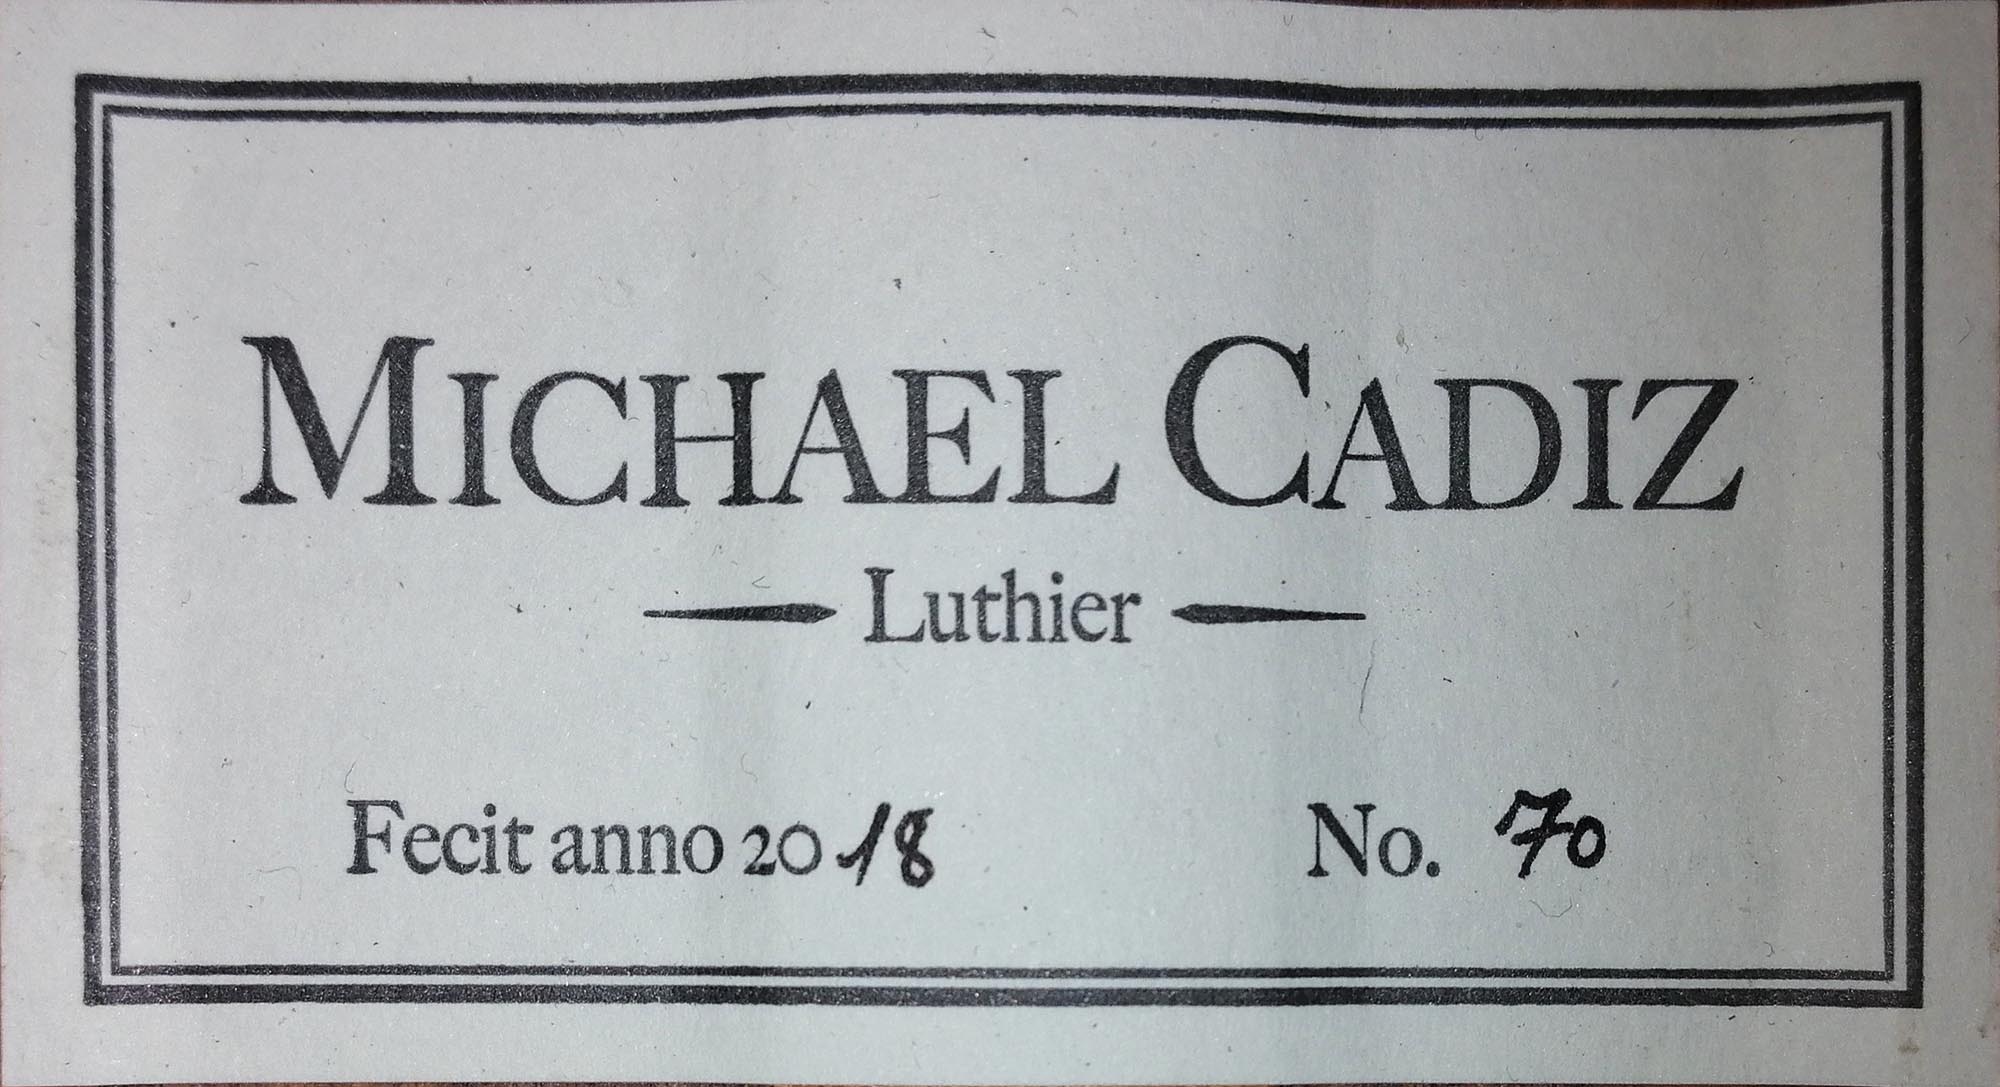 MICHAEL CADIZ
Luthier
Fecit anno 2018 No. 70